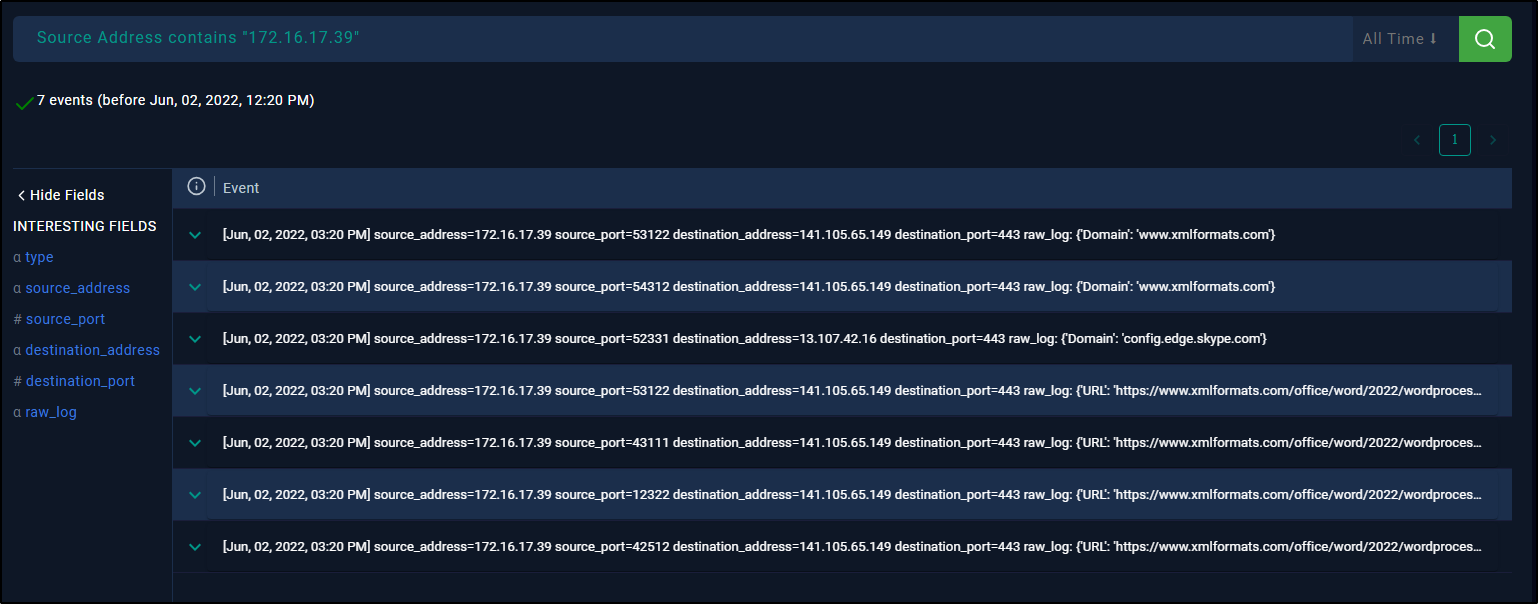 Source Address contains "172.16.17.39"
All Time ⭳
7 events (before Jun, 02, 2022, 12:20 PM)
1
Hide Fields
Event
INTERESTING FIELDS
[Jun, 02, 2022, 03:20 PM] source_address=172.16.17.39 source_port=53122 destination_address=141.105.65.149 destination_port=443 raw_log: {'Domain': 'www.xmlformats.com'}
α type
α source_address
[Jun, 02, 2022, 03:20 PM] source_address=172.16.17.39 source_port=54312 destination_address=141.105.65.149 destination_port=443 raw_log: {'Domain': 'www.xmlformats.com'}
# source_port
[Jun, 02, 2022, 03:20 PM] source_address=172.16.17.39 source_port=52331 destination_address=13.107.42.16 destination_port=443 raw_log: {'Domain': 'config.edge.skype.com'}
α destination_address
# destination_port
[Jun, 02, 2022, 03:20 PM] source_address=172.16.17.39 source_port=53122 destination_address=141.105.65.149 destination_port=443 raw_log: {'URL': 'https://www.xmlformats.com/office/word/2022/wordproces...
α raw_log
[Jun, 02, 2022, 03:20 PM] source_address=172.16.17.39 source_port=43111 destination_address=141.105.65.149 destination_port=443 raw_log: {'URL': 'https://www.xmlformats.com/office/word/2022/wordproces...
[Jun, 02, 2022, 03:20 PM] source_address=172.16.17.39 source_port=12322 destination_address=141.105.65.149 destination_port=443 raw_log: {'URL': 'https://www.xmlformats.com/office/word/2022/wordproces...
[Jun, 02, 2022, 03:20 PM] source_address=172.16.17.39 source_port=42512 destination_address=141.105.65.149 destination_port=443 raw_log: {'URL': 'https://www.xmlformats.com/office/word/2022/wordproces...